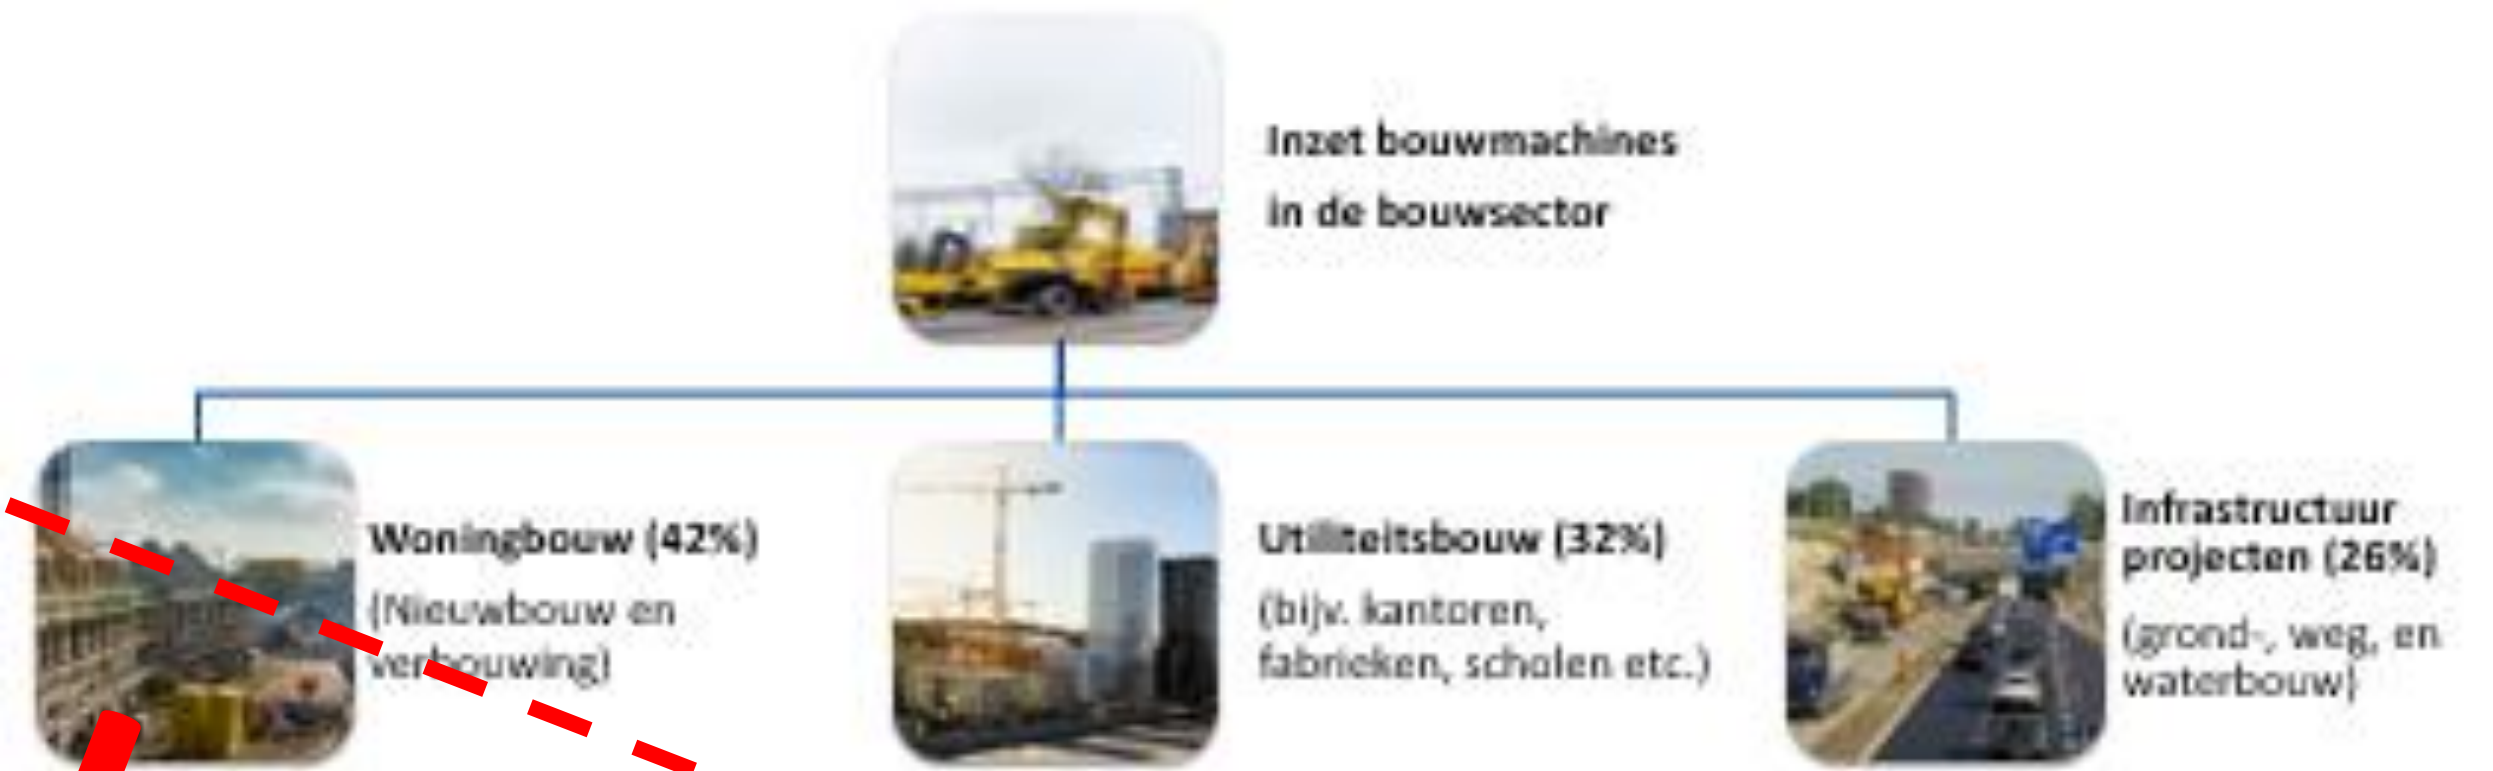 Inzet bouwmachines
in de bouwsector
Woningbouw (42%)
(Nieuwbouw en
verbouwing)
Utiliteitsbouw (32%)
(bijv. kantoren,
fabrieken, scholen etc.)
Infrastructuur
projecten (26%)
(grond-, weg, en
waterbouw)